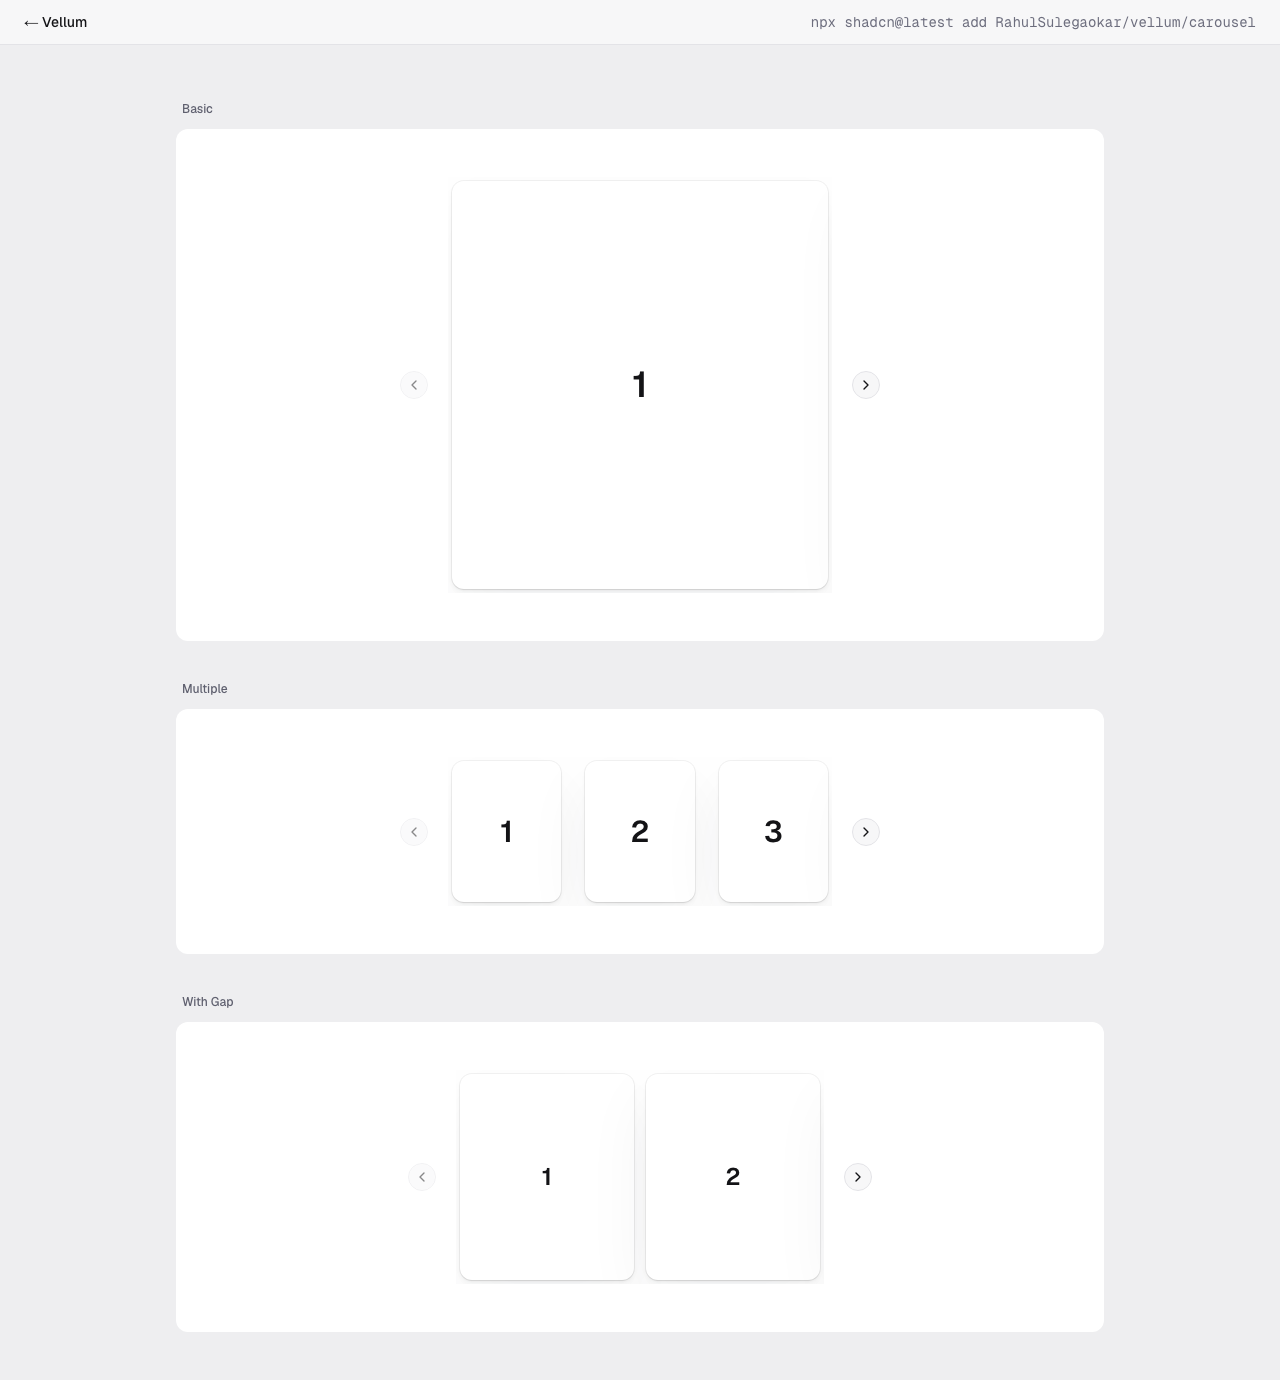 ← Vellum
npx shadcn@latest add RahulSulegaokar/vellum/carousel
Basic
1
Multiple
1 2 3
With Gap
1 2